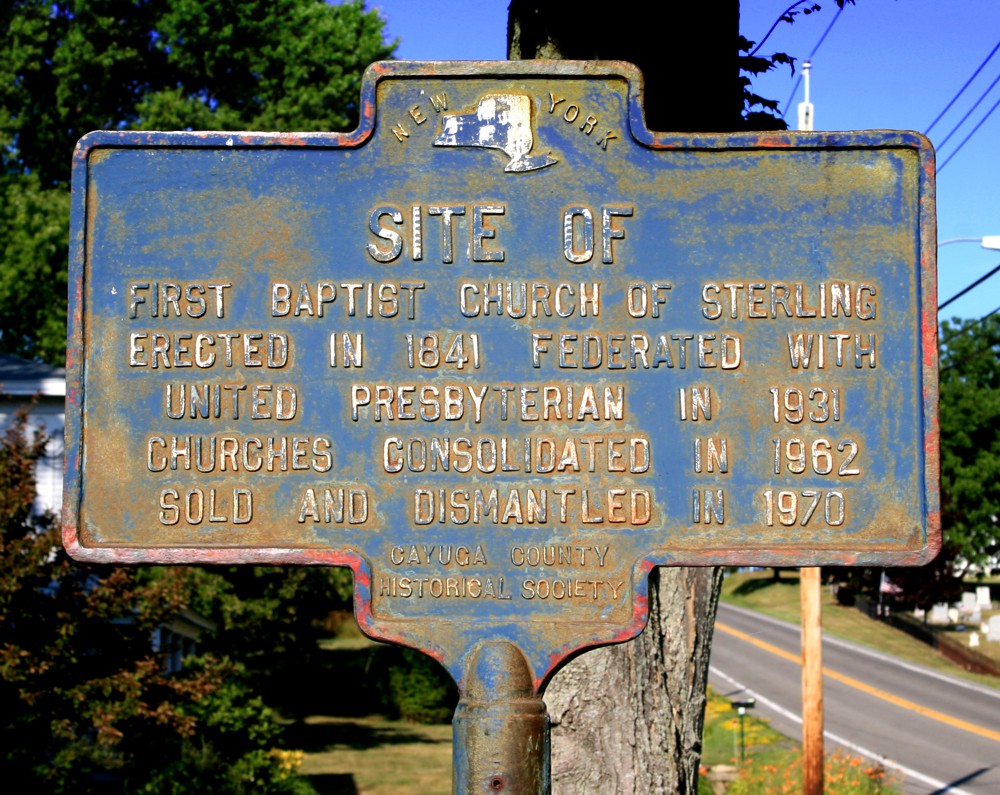 NEW YORK
SITE OF
FIRST BAPTIST CHURCH OF STERLING
ERECTED IN 1841 FEDERATED WITH
UNITED PRESBYTERIAN IN 1931
CHURCHES CONSOLIDATED IN 1962
SOLD AND DISMANTLED IN 1970
CAYUGA COUNTY
HISTORICAL SOCIETY